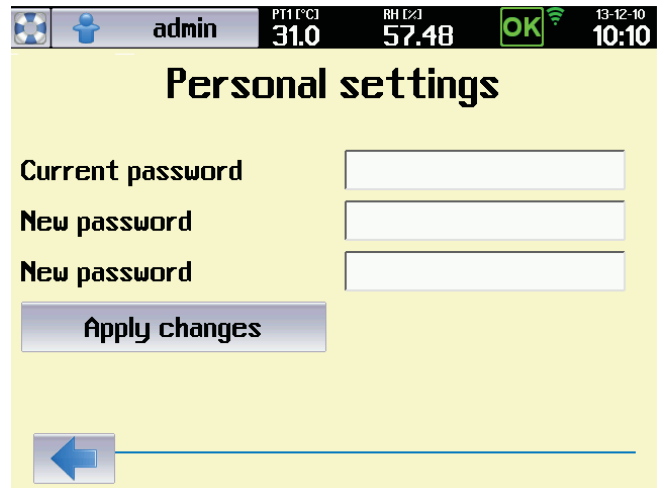 admin PT1 [°C] 31.0 RH [%] 57.48 OK 13-12-10 10:10
Personal settings
Current password
New password
New password
Apply changes